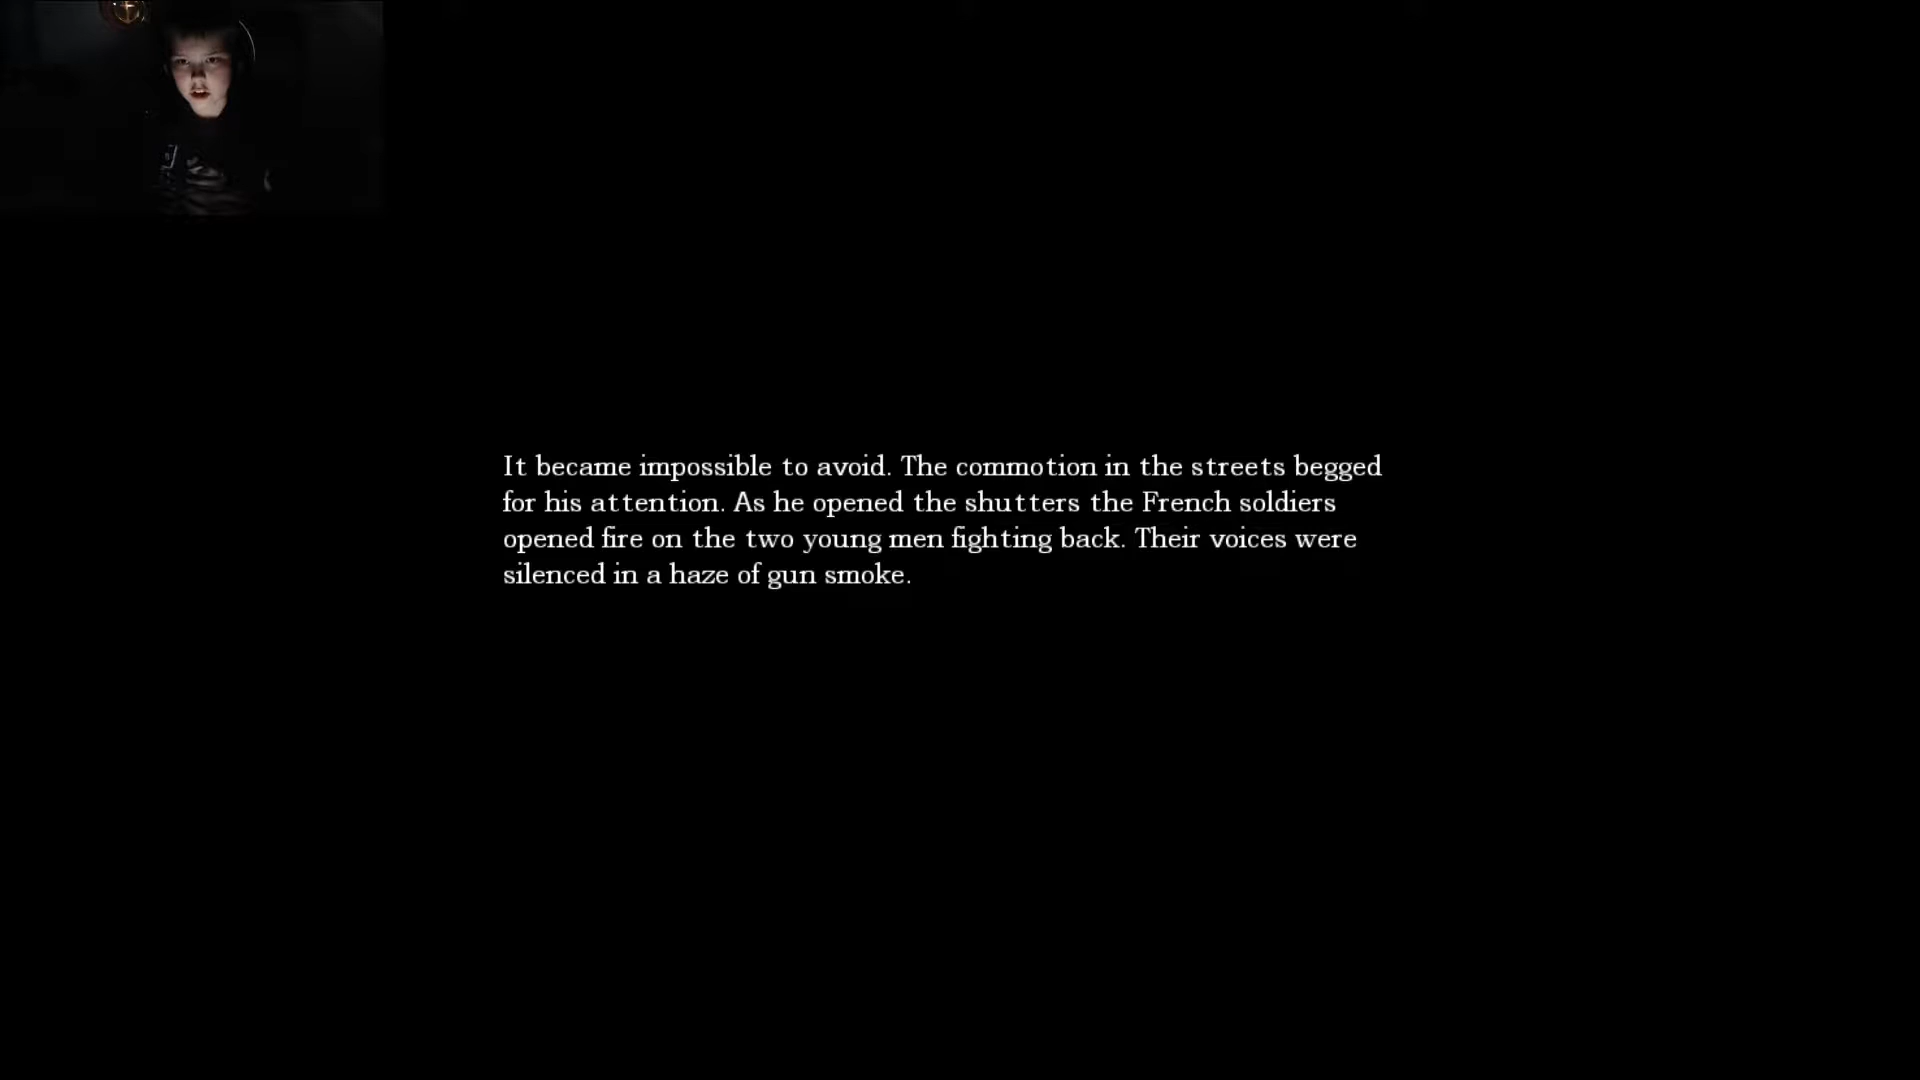 It became impossible to avoid. The commotion in the streets begged
for his attention. As he opened the shutters the French soldiers
opened fire on the two young men fighting back. Their voices were
silenced in a haze of gun smoke.